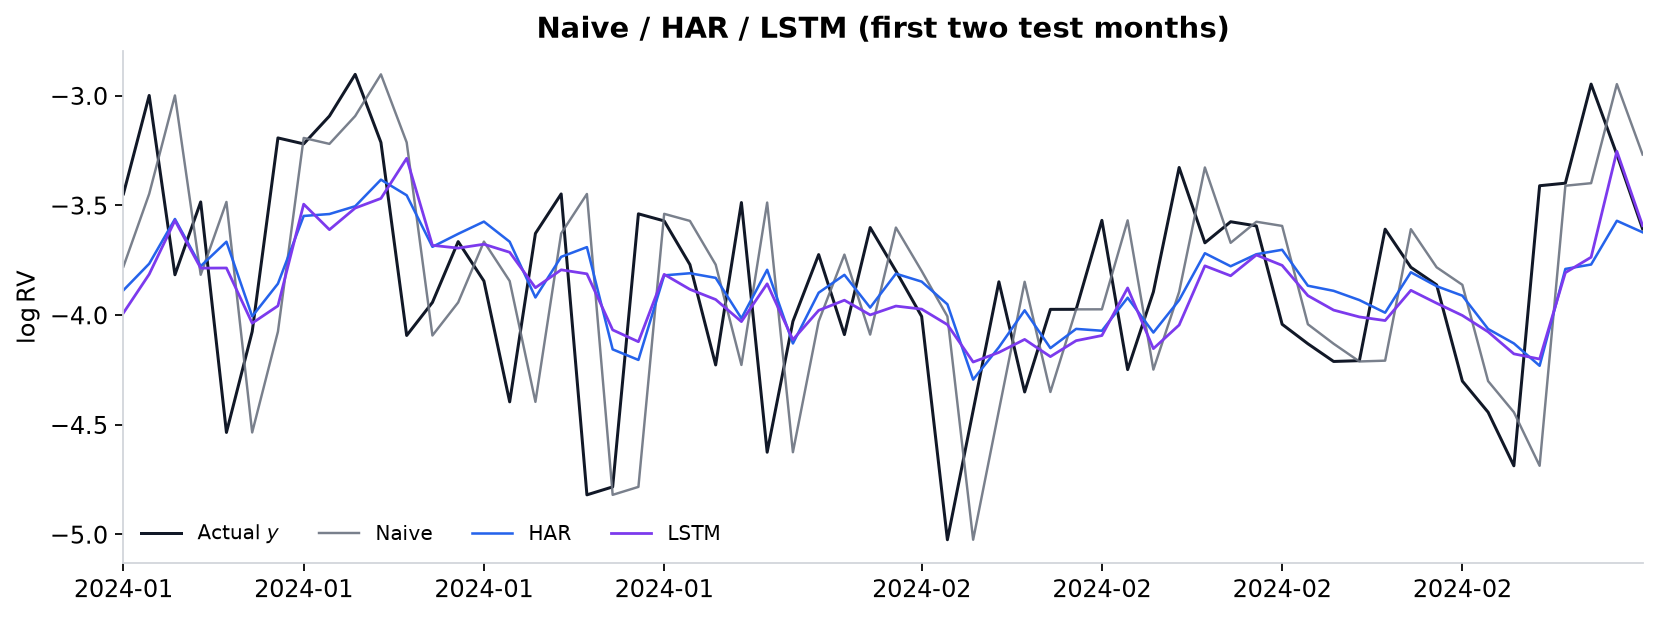 Naive / HAR / LSTM (first two test months)
log RV
−3.0
−3.5
−4.0
−4.5
−5.0
Actual y Naive HAR LSTM
2024-01 2024-01 2024-01 2024-01 2024-02 2024-02 2024-02 2024-02